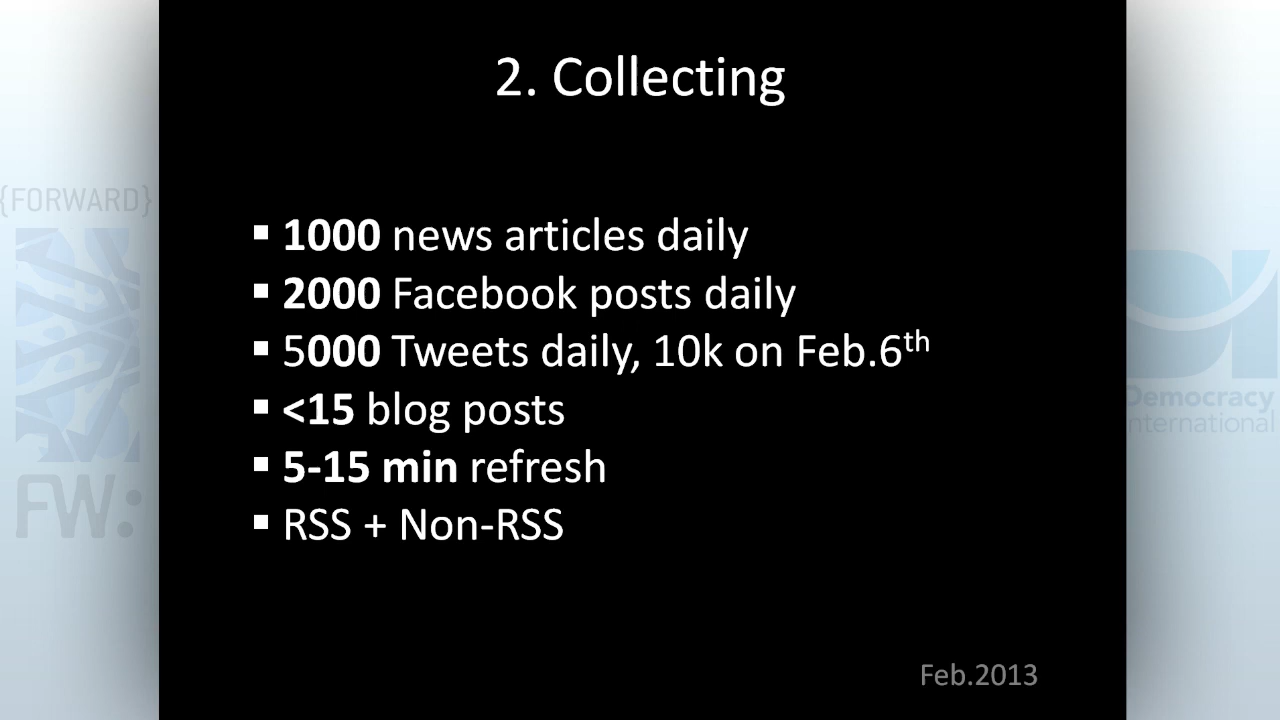 2. Collecting
{FORWARD}
▪ 1000 news articles daily
▪ 2000 Facebook posts daily
▪ 5000 Tweets daily, 10k on Feb.6th
▪ <15 blog posts
▪ 5-15 min refresh
▪ RSS + Non-RSS
FW:
DI
Democracy
International
Feb.2013